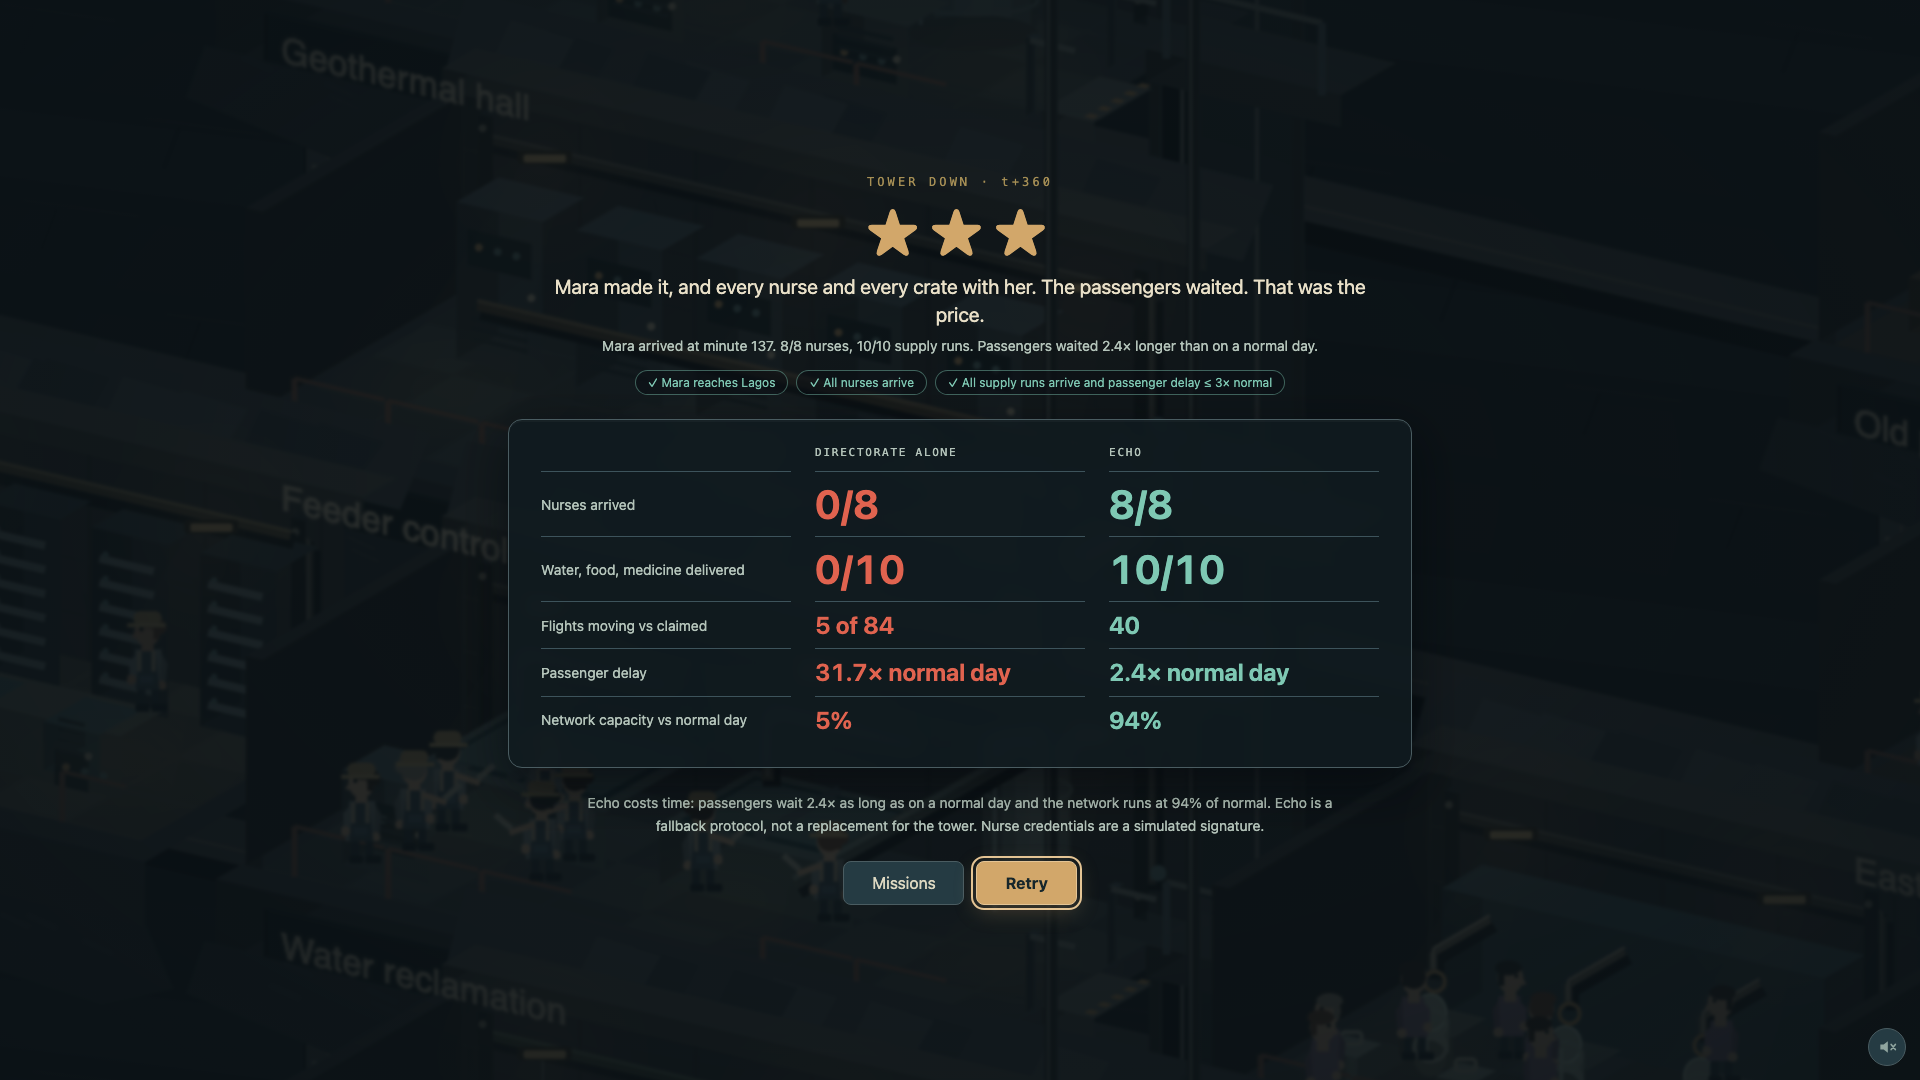 Geothermal hall
TOWER DOWN · t+360
Mara made it, and every nurse and every crate with her. The passengers waited. That was the
price.
Mara arrived at minute 137. 8/8 nurses, 10/10 supply runs. Passengers waited 2.4× longer than on a normal day.
✓ Mara reaches Lagos ✓ All nurses arrive ✓ All supply runs arrive and passenger delay ≤ 3× normal
Old
DIRECTORATE ALONE ECHO
Feeder control
Nurses arrived 0/8 8/8
Water, food, medicine delivered 0/10 10/10
Flights moving vs claimed 5 of 84 40
Passenger delay 31.7× normal day 2.4× normal day
Network capacity vs normal day 5% 94%
Echo costs time: passengers wait 2.4× as long as on a normal day and the network runs at 94% of normal. Echo is a
fallback protocol, not a replacement for the tower. Nurse credentials are a simulated signature.
East
Missions Retry
Water reclamation